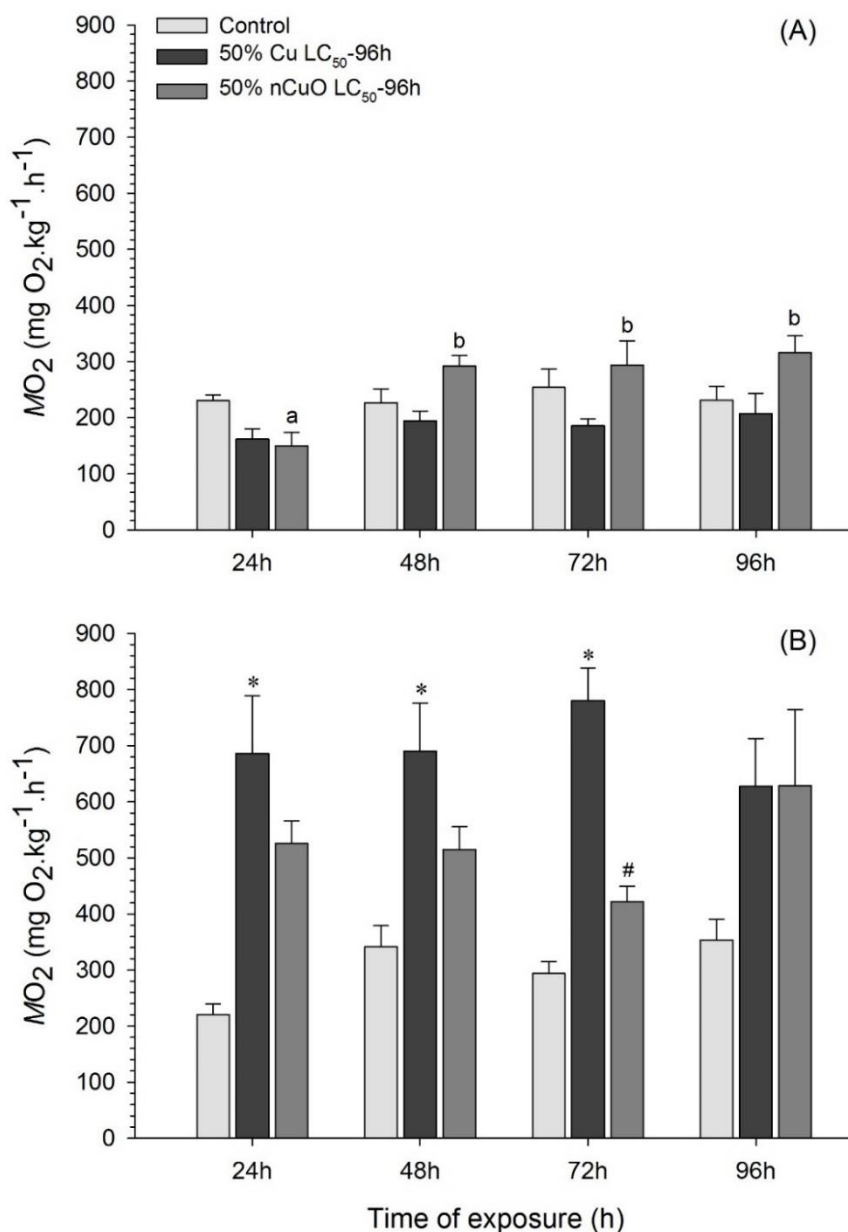 (A)
Control
50% Cu LC50-96h
50% nCuO LC50-96h
MO2 (mg O2.kg-1.h-1)
900
800
700
600
500
400
300
200
100
0
a
b
b
b
24h
48h
72h
96h
(B)
MO2 (mg O2.kg-1.h-1)
900
800
700
600
500
400
300
200
100
0
*
*
*
#
24h
48h
72h
96h
Time of exposure (h)